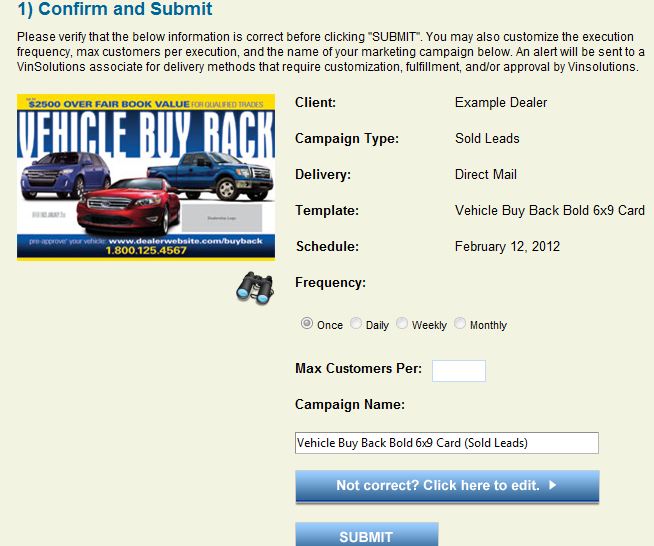 1) Confirm and Submit
Please verify that the below information is correct before clicking "SUBMIT". You may also customize the execution
frequency, max customers per execution, and the name of your marketing campaign below. An alert will be sent to a
VinSolutions associate for delivery methods that require customization, fulfillment, and/or approval by Vinsolutions.
$2500 OVER FAIR BOOK VALUE FOR QUALIFIED TRADES
VEHICLE BUY BACK
Dealership Logo
pre-approve your vehicle: www.dealerwebsite.com/buyback
1.800.125.4567
Client: Example Dealer
Campaign Type: Sold Leads
Delivery: Direct Mail
Template: Vehicle Buy Back Bold 6x9 Card
Schedule: February 12, 2012
Frequency:
Once Daily Weekly Monthly
Max Customers Per:
Campaign Name:
Vehicle Buy Back Bold 6x9 Card (Sold Leads)
Not correct? Click here to edit.
SUBMIT